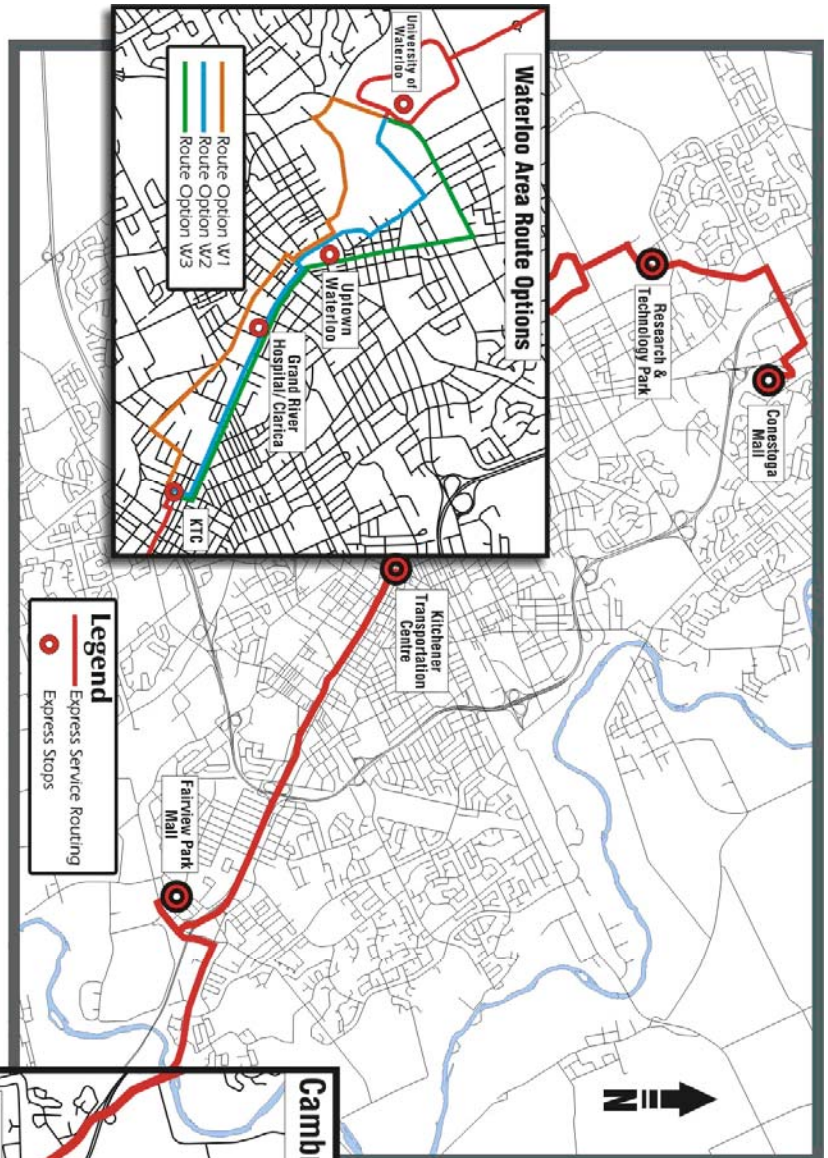 Waterloo Area Route Options
University of
Waterloo
Uptown
Waterloo
Grand River
Hospital/ Clarica
KTC
Route Option W1
Route Option W2
Route Option W3
Research &
Technology Park
Conestoga
Mall
Kitchener
Transportation
Centre
Fairview Park
Mall
Legend
Express Service Routing
Express Stops
N
Camb